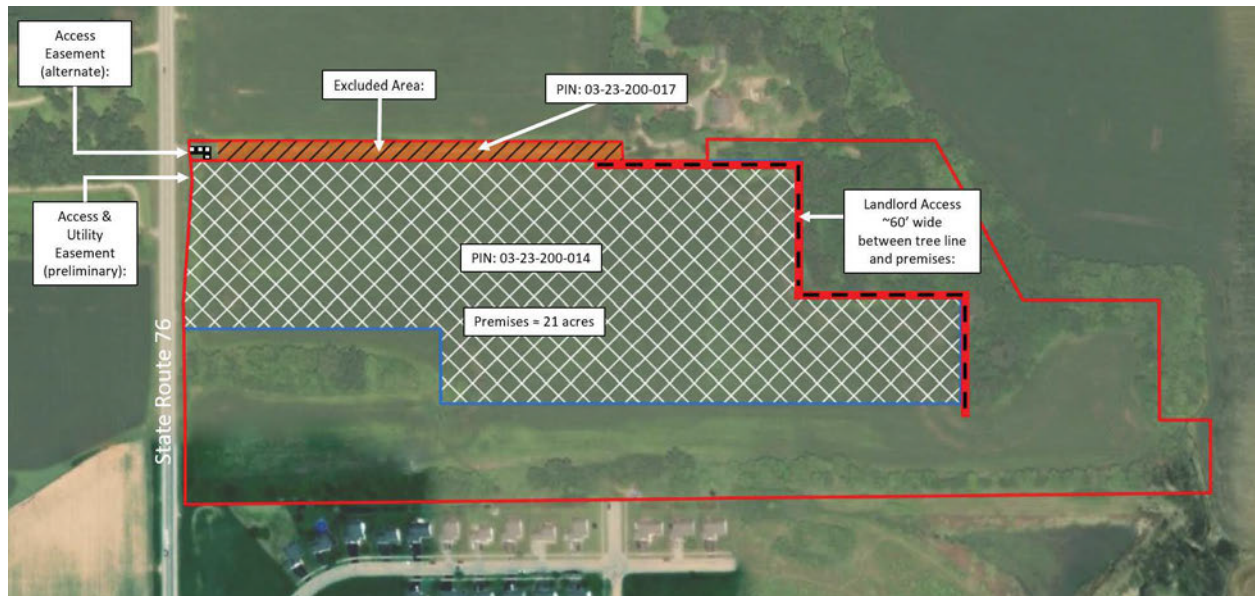 Access
Easement
(alternate):
Excluded Area:
PIN: 03-23-200-017
Access &
Utility
Easement
(preliminary):
Landlord Access
~60' wide
between tree line
and premises:
PIN: 03-23-200-014
Premises = 21 acres
State Route 76